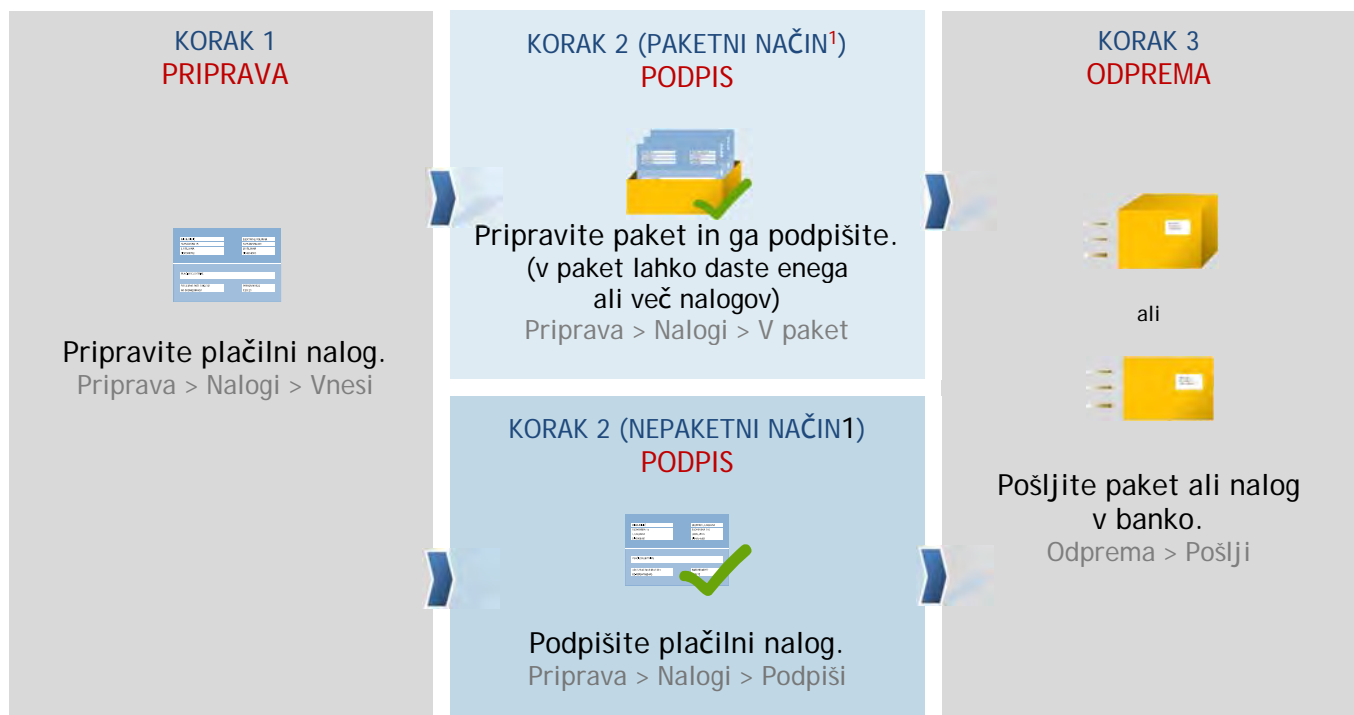 KORAK 1
PRIPRAVA
Pripravite plačilni nalog.
Priprava > Nalogi > Vnesi
KORAK 2 (PAKETNI NAČIN¹)
PODPIS
Pripravite paket in ga podpišite.
(v paket lahko daste enega
ali več nalogov)
Priprava > Nalogi > V paket
KORAK 2 (NEPAKETNI NAČIN1)
PODPIS
Podpišite plačilni nalog.
Priprava > Nalogi > Podpiši
KORAK 3
ODPREMA
ali
Pošljite paket ali nalog
v banko.
Odprema > Pošlji